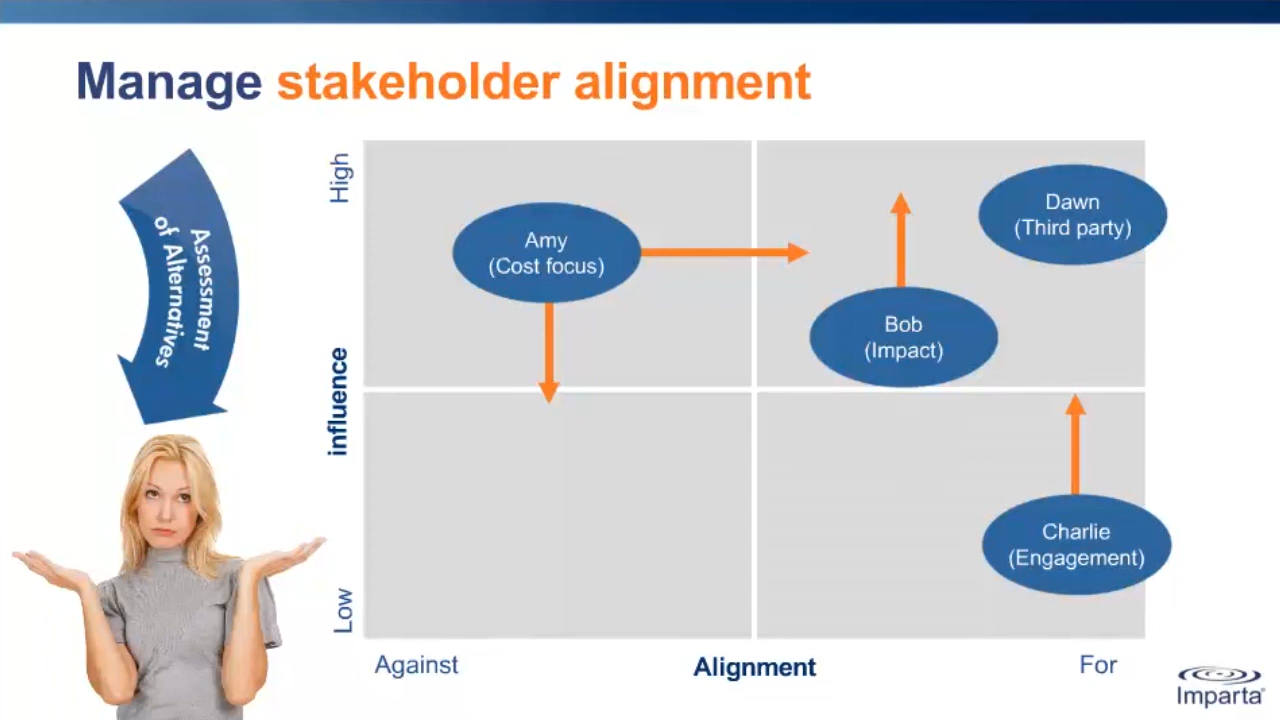 Manage stakeholder alignment
Assessment
of Alternatives
High
influence
Low
Amy
(Cost focus)
Bob
(Impact)
Dawn
(Third party)
Charlie
(Engagement)
Against
Alignment
For
Imparta